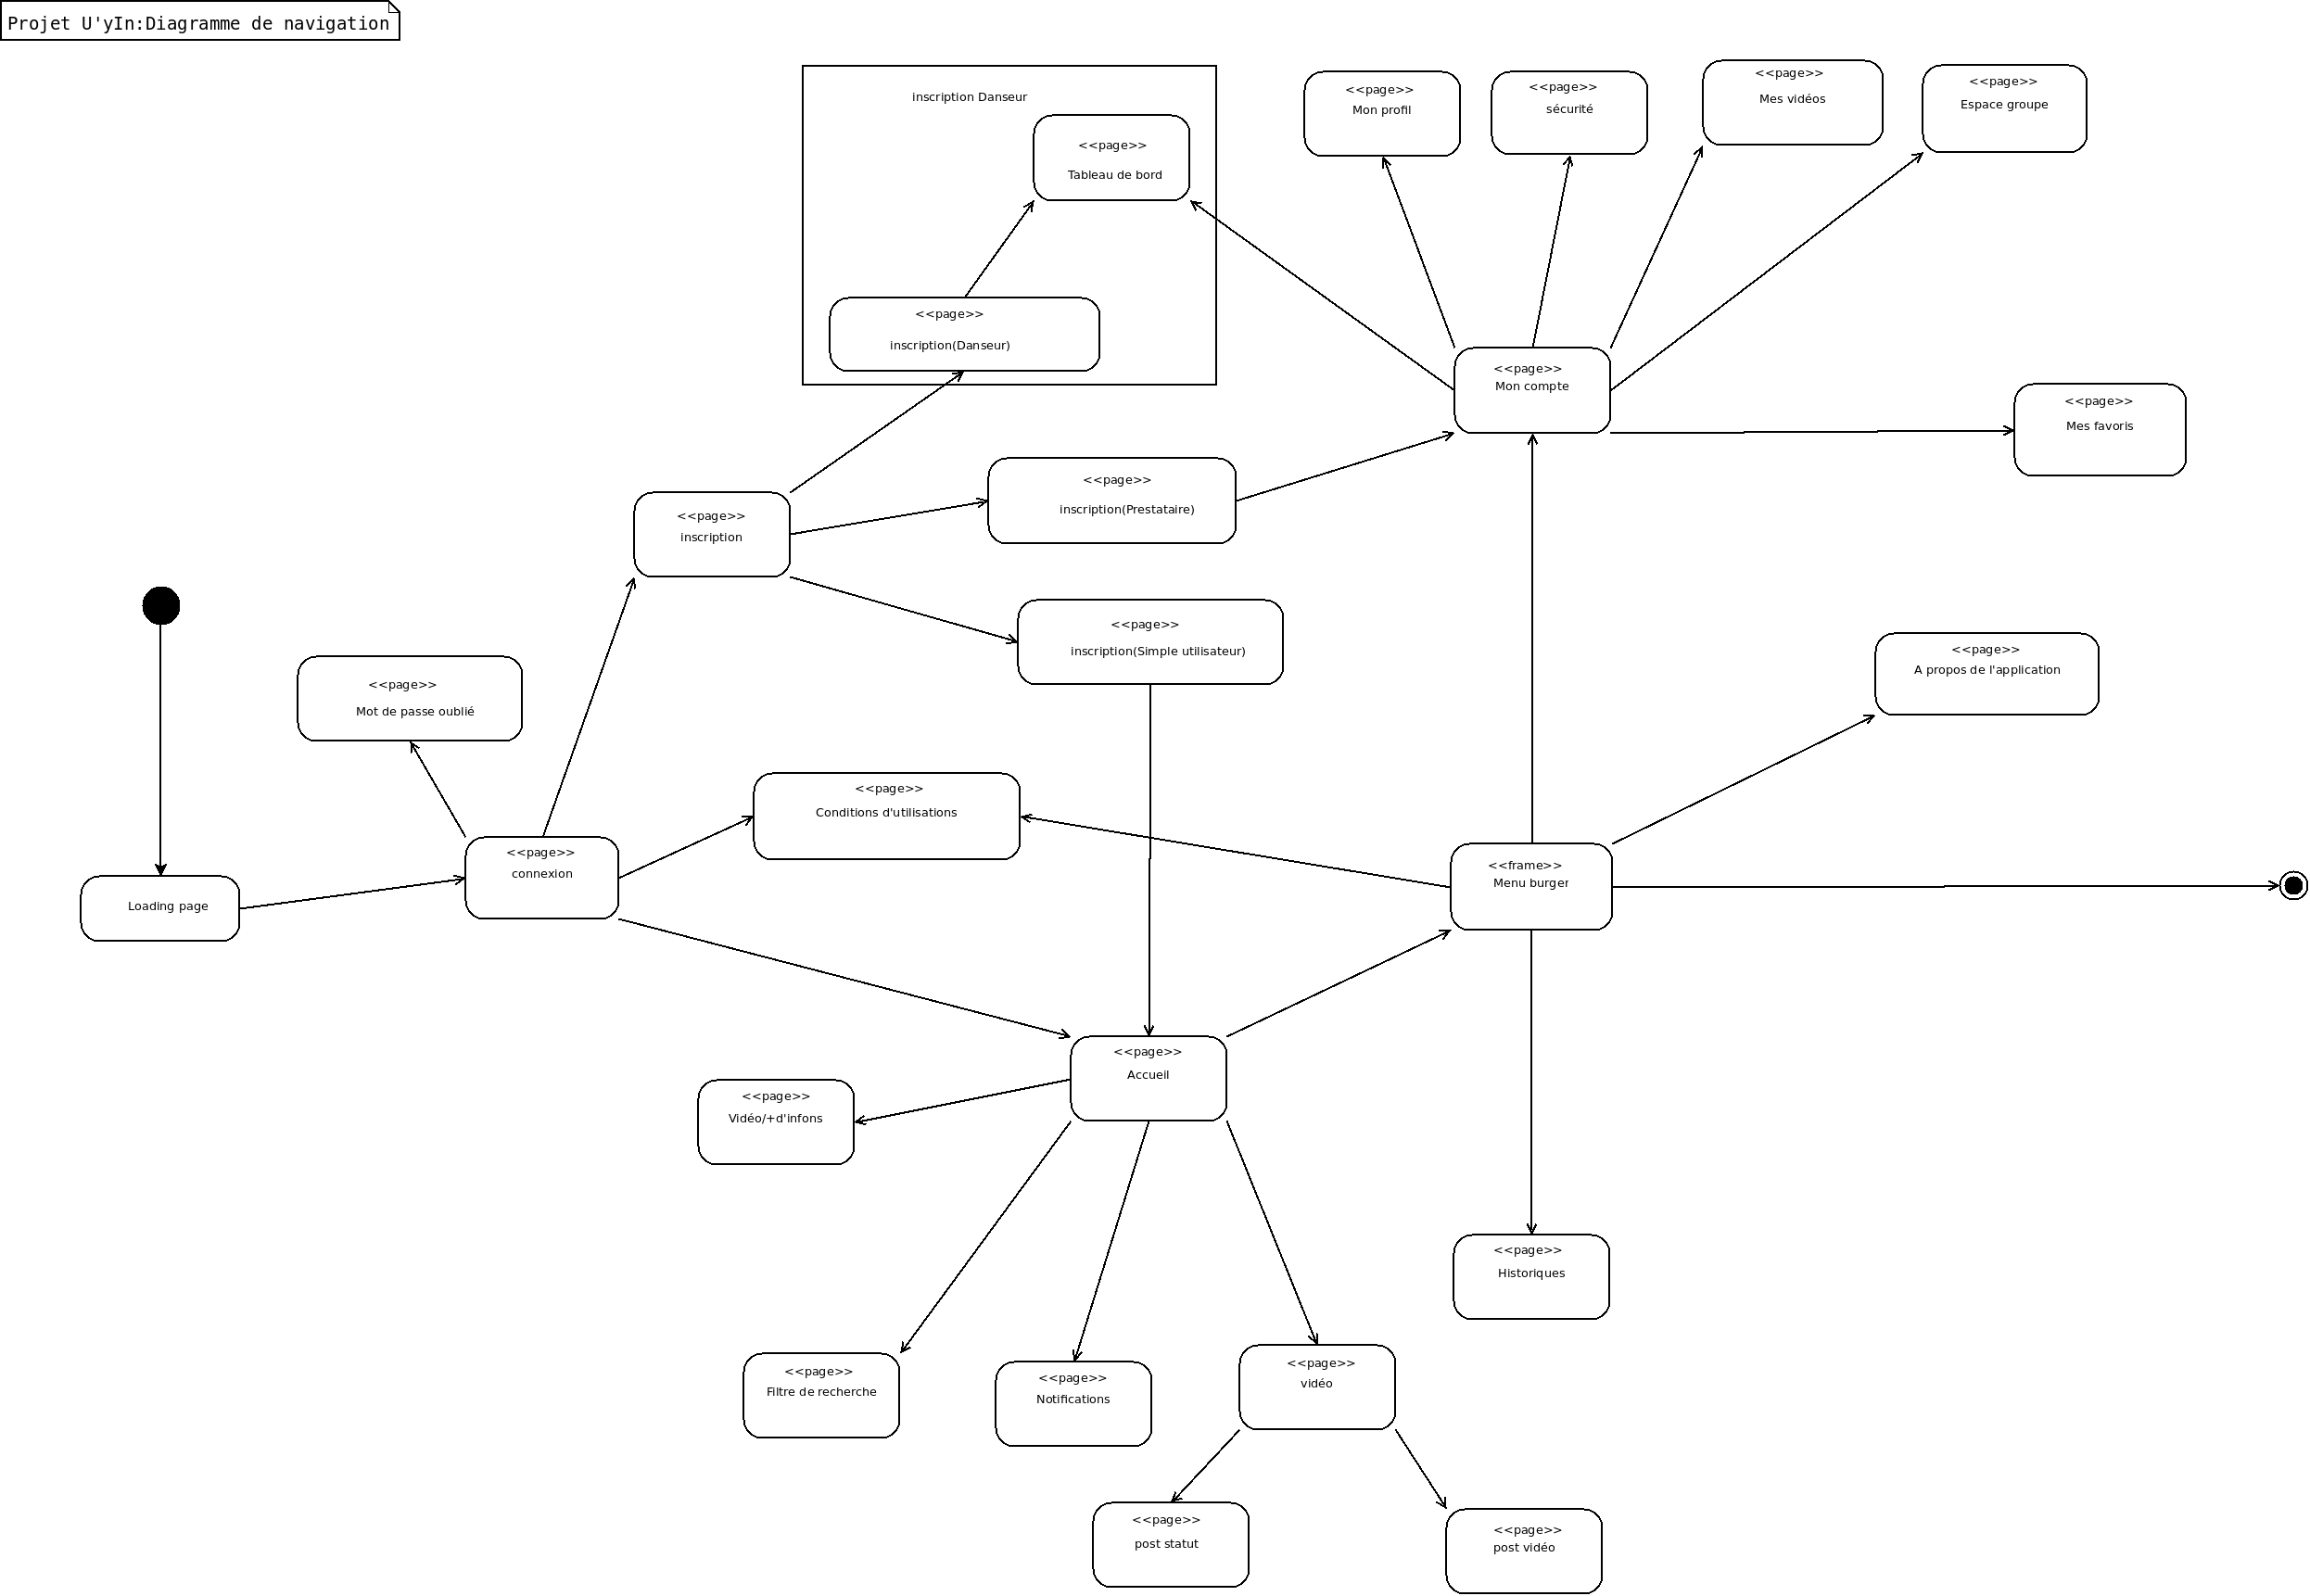 Projet U'yIn:Diagramme de navigation
inscription Danseur
<<page>>
Tableau de bord
<<page>>
Mon profil
<<page>>
sécurité
<<page>>
Mes vidéos
<<page>>
Espace groupe
<<page>>
inscription(Danseur)
<<page>>
Mon compte
<<page>>
Mes favoris
<<page>>
inscription
<<page>>
inscription(Prestataire)
<<page>>
inscription(Simple utilisateur)
<<page>>
Mot de passe oublié
<<page>>
A propos de l'application
<<page>>
Conditions d'utilisations
Loading page
<<page>>
connexion
<<frame>>
Menu burger
<<page>>
Accueil
<<page>>
Vidéo/+d'infons
<<page>>
Historiques
<<page>>
Filtre de recherche
<<page>>
Notifications
<<page>>
vidéo
<<page>>
post statut
<<page>>
post vidéo